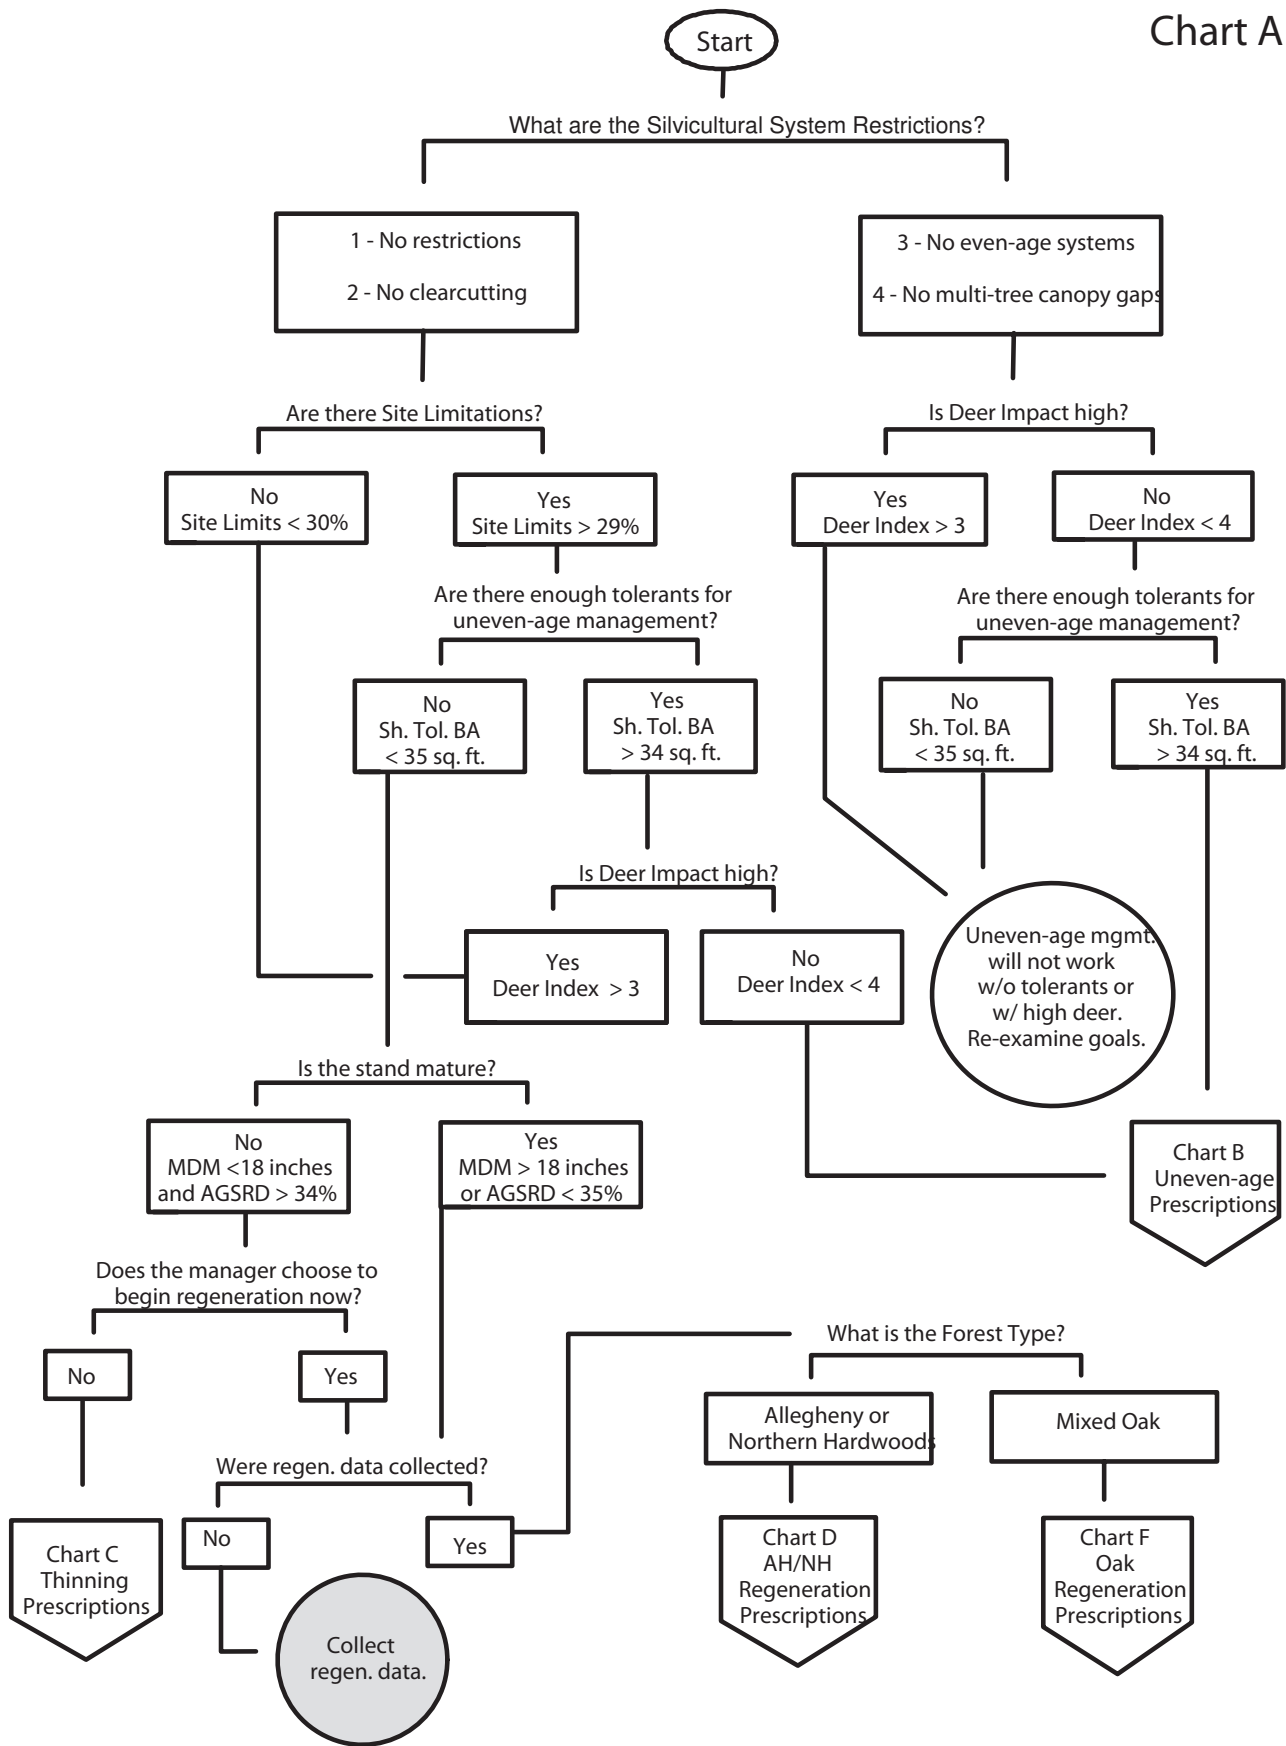 Chart A
Start
What are the Silvicultural System Restrictions?
1 - No restrictions
2 - No clearcutting
3 - No even-age systems
4 - No multi-tree canopy gaps
Are there Site Limitations?
Is Deer Impact high?
No
Site Limits < 30%
Yes
Site Limits > 29%
Yes
Deer Index > 3
No
Deer Index < 4
Are there enough tolerants for
uneven-age management?
Are there enough tolerants for
uneven-age management?
No
Sh. Tol. BA
< 35 sq. ft.
Yes
Sh. Tol. BA
> 34 sq. ft.
No
Sh. Tol. BA
< 35 sq. ft.
Yes
Sh. Tol. BA
> 34 sq. ft.
Is Deer Impact high?
Yes
Deer Index > 3
No
Deer Index < 4
Uneven-age mgmt.
will not work
w/o tolerants or
w/ high deer.
Re-examine goals.
Is the stand mature?
No
MDM <18 inches
and AGSRD > 34%
Yes
MDM > 18 inches
or AGSRD < 35%
Chart B
Uneven-age
Prescriptions
Does the manager choose to
begin regeneration now?
What is the Forest Type?
No
Yes
Allegheny or
Northern Hardwoods
Mixed Oak
Were regen. data collected?
No
Yes
Chart C
Thinning
Prescriptions
Collect
regen. data.
Chart D
AH/NH
Regeneration
Prescriptions
Chart F
Oak
Regeneration
Prescriptions